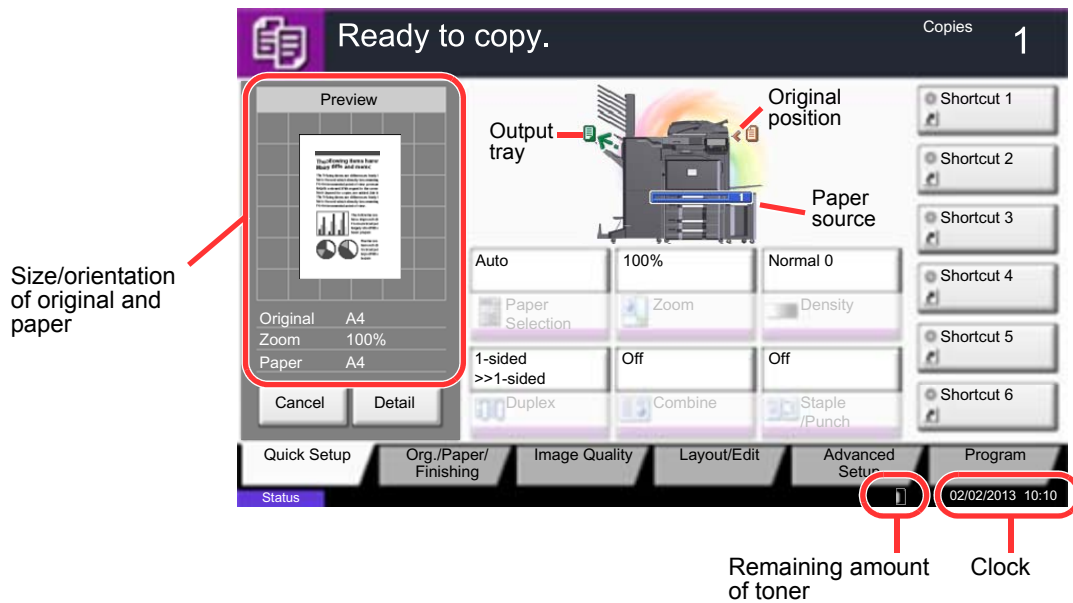 Ready to copy.
Copies
1
Preview
Original A4
Zoom 100%
Paper A4
Cancel
Detail
Size/orientation
of original and
paper
Output
tray
Original
position
1
Paper
source
Auto
Paper
Selection
100%
Zoom
Normal 0
Density
1-sided
>>1-sided
Duplex
Off
Combine
Off
Staple
/Punch
Shortcut 1
Shortcut 2
Shortcut 3
Shortcut 4
Shortcut 5
Shortcut 6
Quick Setup
Org./Paper/
Finishing
Image Quality
Layout/Edit
Advanced
Setup
Program
Status
02/02/2013 10:10
Remaining amount
of toner
Clock